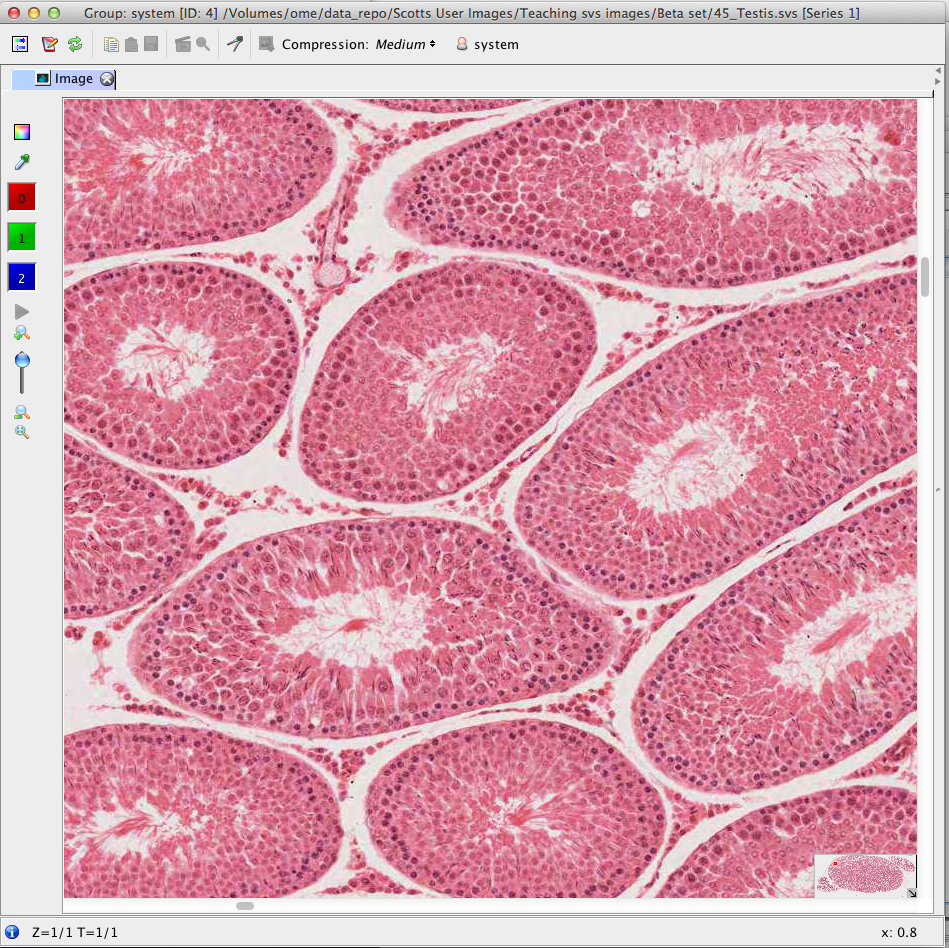 Group: system [ID: 4] /Volumes/ome/data_repo/Scotts User Images/Teaching svs images/Beta set/45_Testis.svs [Series 1]
Compression: Medium system
Image
0
1
2
Z=1/1 T=1/1 x: 0.8